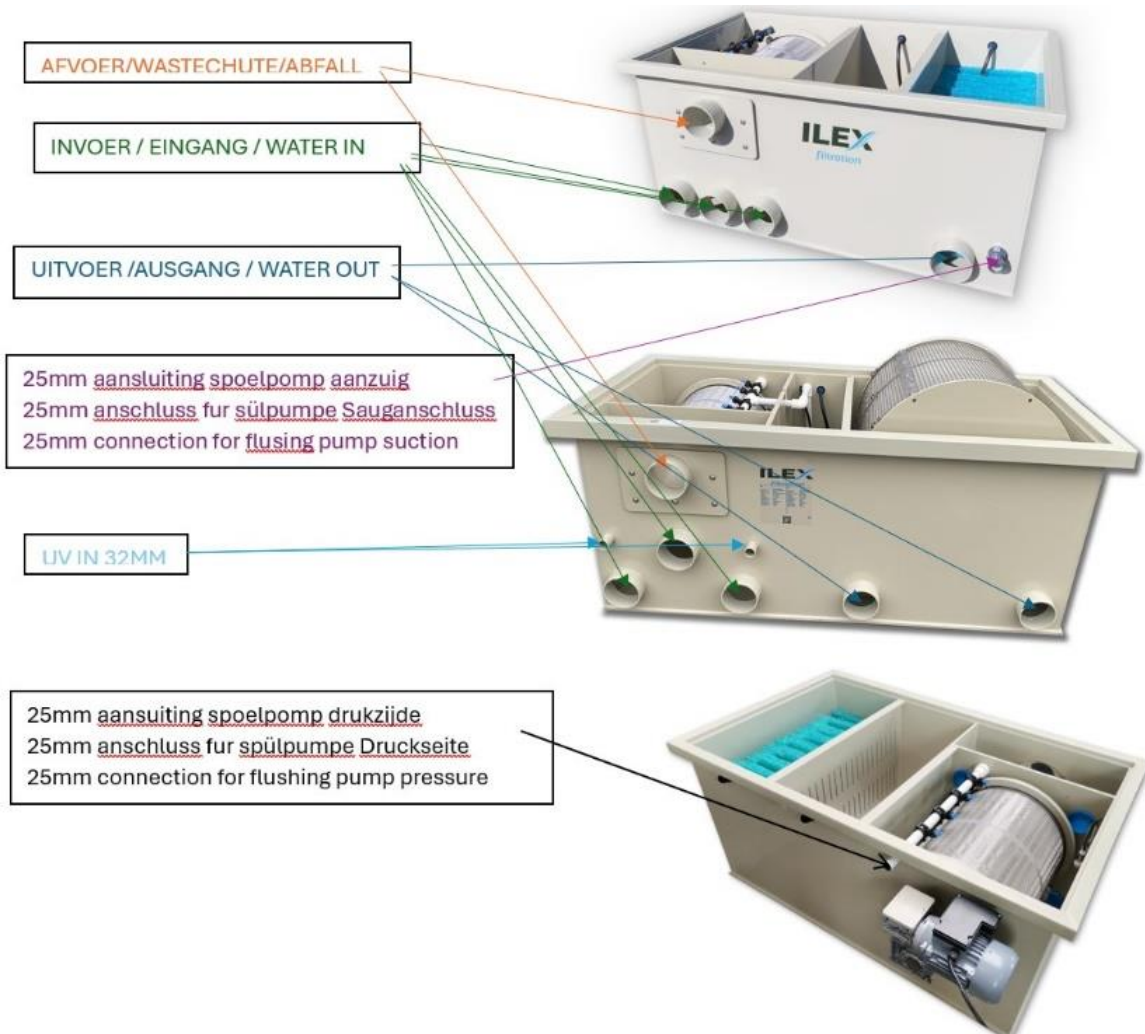 AFVOER/WASTECHUTE/ABFALL
INVOER / EINGANG / WATER IN
ILEX
filtration
UITVOER /AUSGANG / WATER OUT
25mm aansluiting spoelpomp aanzuig
25mm anschluss fur sülpumpe Sauganschluss
25mm connection for flusing pump suction
ILEX
UV IN 32MM
25mm aansuiting spoelpomp drukzijde
25mm anschluss fur spülpumpe Druckseite
25mm connection for flushing pump pressure